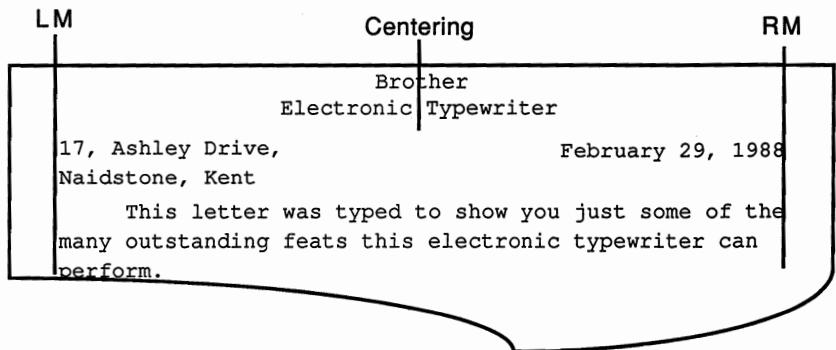 LM Centering RM
Brother
Electronic Typewriter
17, Ashley Drive, February 29, 1988
Naidstone, Kent
This letter was typed to show you just some of the
many outstanding feats this electronic typewriter can
perform.